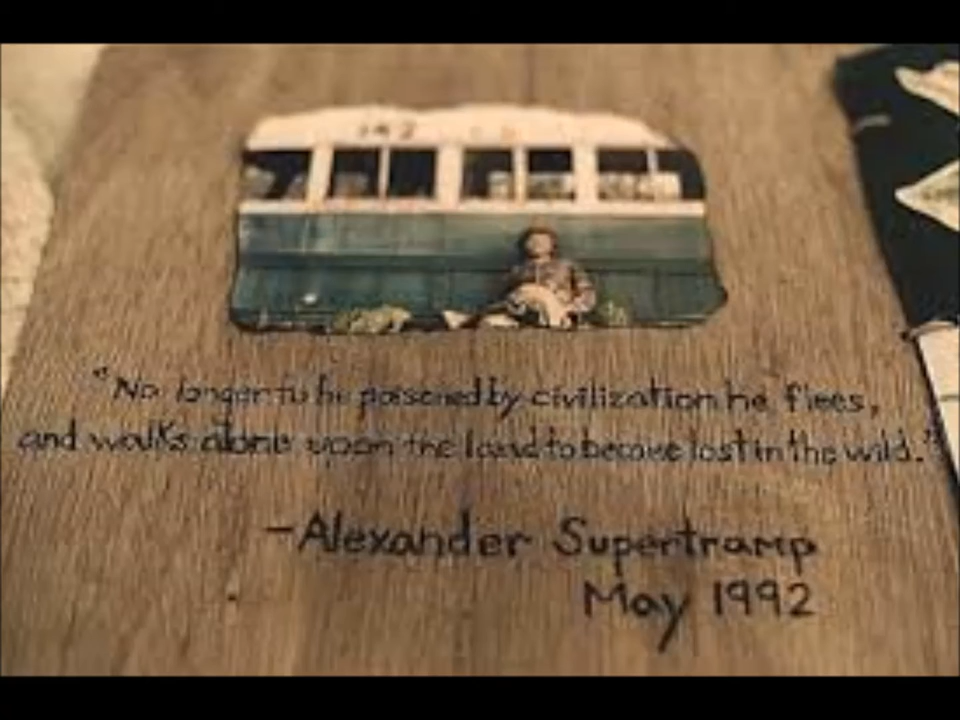 142
"No longer to be poisoned by civilization he flees,
and walks alone upon the land to become lost in the wild."
-Alexander Supertramp
May 1992